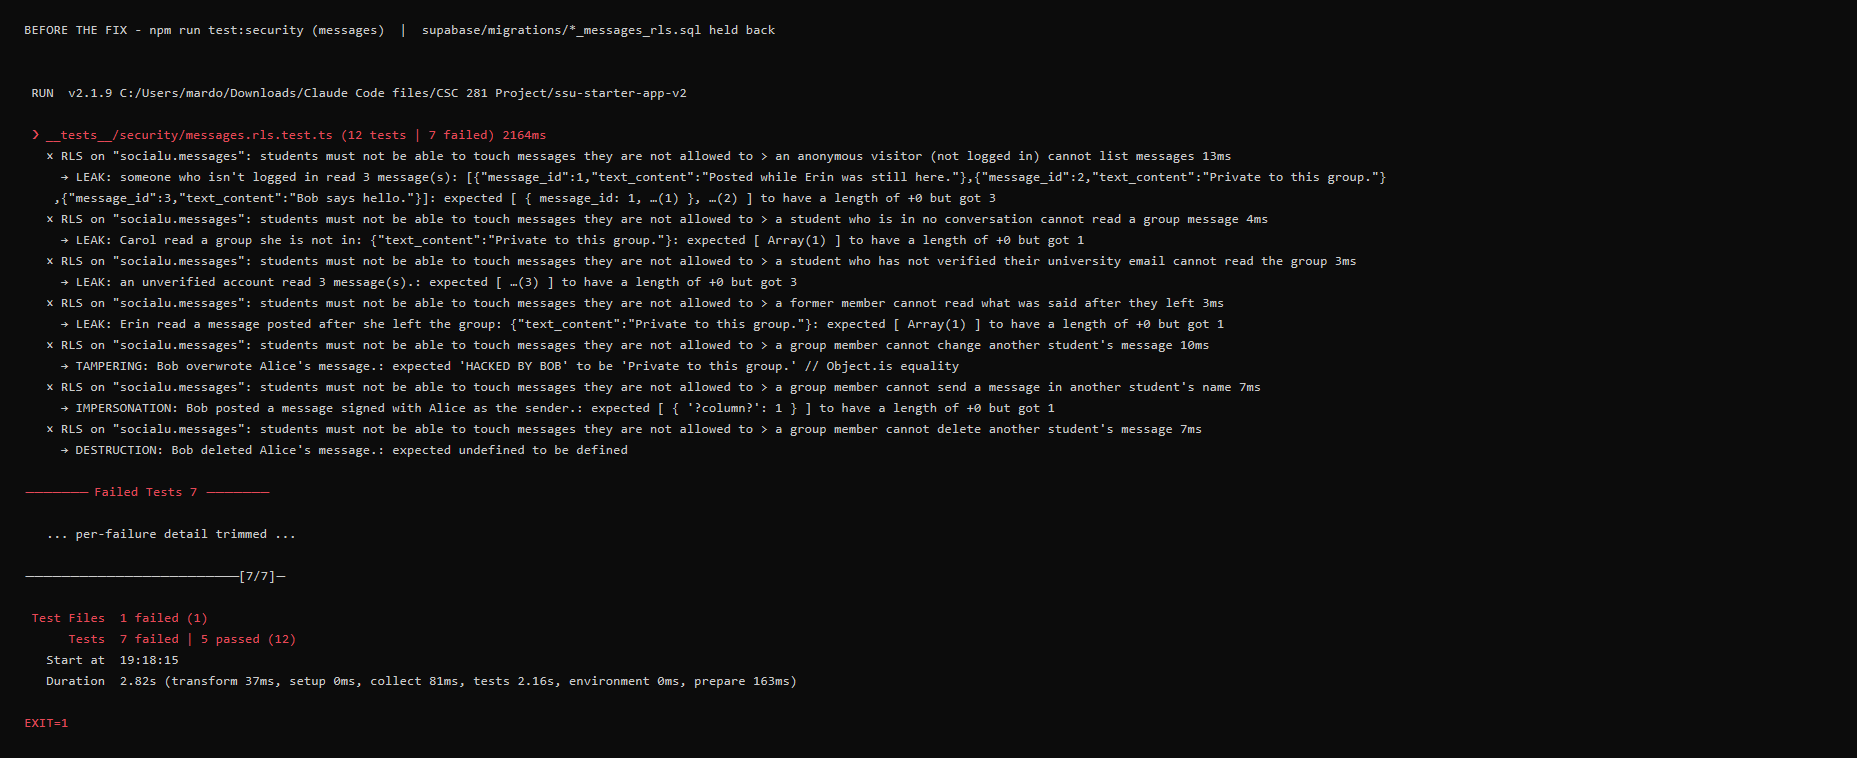 BEFORE THE FIX - npm run test:security (messages)  |  supabase/migrations/*_messages_rls.sql held back
RUN  v2.1.9 C:/Users/mardo/Downloads/Claude Code files/CSC 281 Project/ssu-starter-app-v2
❯ __tests__/security/messages.rls.test.ts (12 tests | 7 failed) 2164ms
× RLS on "socialu.messages": students must not be able to touch messages they are not allowed to > an anonymous visitor (not logged in) cannot list messages 13ms
→ LEAK: someone who isn't logged in read 3 message(s): [{"message_id":1,"text_content":"Posted while Erin was still here."},{"message_id":2,"text_content":"Private to this group."}
,{"message_id":3,"text_content":"Bob says hello."}]: expected [ { message_id: 1, …(1) }, …(2) ] to have a length of +0 but got 3
× RLS on "socialu.messages": students must not be able to touch messages they are not allowed to > a student who is in no conversation cannot read a group message 4ms
→ LEAK: Carol read a group she is not in: {"text_content":"Private to this group."}: expected [ Array(1) ] to have a length of +0 but got 1
× RLS on "socialu.messages": students must not be able to touch messages they are not allowed to > a student who has not verified their university email cannot read the group 3ms
→ LEAK: an unverified account read 3 message(s).: expected [ …(3) ] to have a length of +0 but got 3
× RLS on "socialu.messages": students must not be able to touch messages they are not allowed to > a former member cannot read what was said after they left 3ms
→ LEAK: Erin read a message posted after she left the group: {"text_content":"Private to this group."}: expected [ Array(1) ] to have a length of +0 but got 1
× RLS on "socialu.messages": students must not be able to touch messages they are not allowed to > a group member cannot change another student's message 10ms
→ TAMPERING: Bob overwrote Alice's message.: expected 'HACKED BY BOB' to be 'Private to this group.' // Object.is equality
× RLS on "socialu.messages": students must not be able to touch messages they are not allowed to > a group member cannot send a message in another student's name 7ms
→ IMPERSONATION: Bob posted a message signed with Alice as the sender.: expected [ { '?column?': 1 } ] to have a length of +0 but got 1
× RLS on "socialu.messages": students must not be able to touch messages they are not allowed to > a group member cannot delete another student's message 7ms
→ DESTRUCTION: Bob deleted Alice's message.: expected undefined to be defined
Failed Tests 7
... per-failure detail trimmed ...
[7/7]
Test Files  1 failed (1)
Tests  7 failed | 5 passed (12)
Start at  19:18:15
Duration  2.82s (transform 37ms, setup 0ms, collect 81ms, tests 2.16s, environment 0ms, prepare 163ms)
EXIT=1